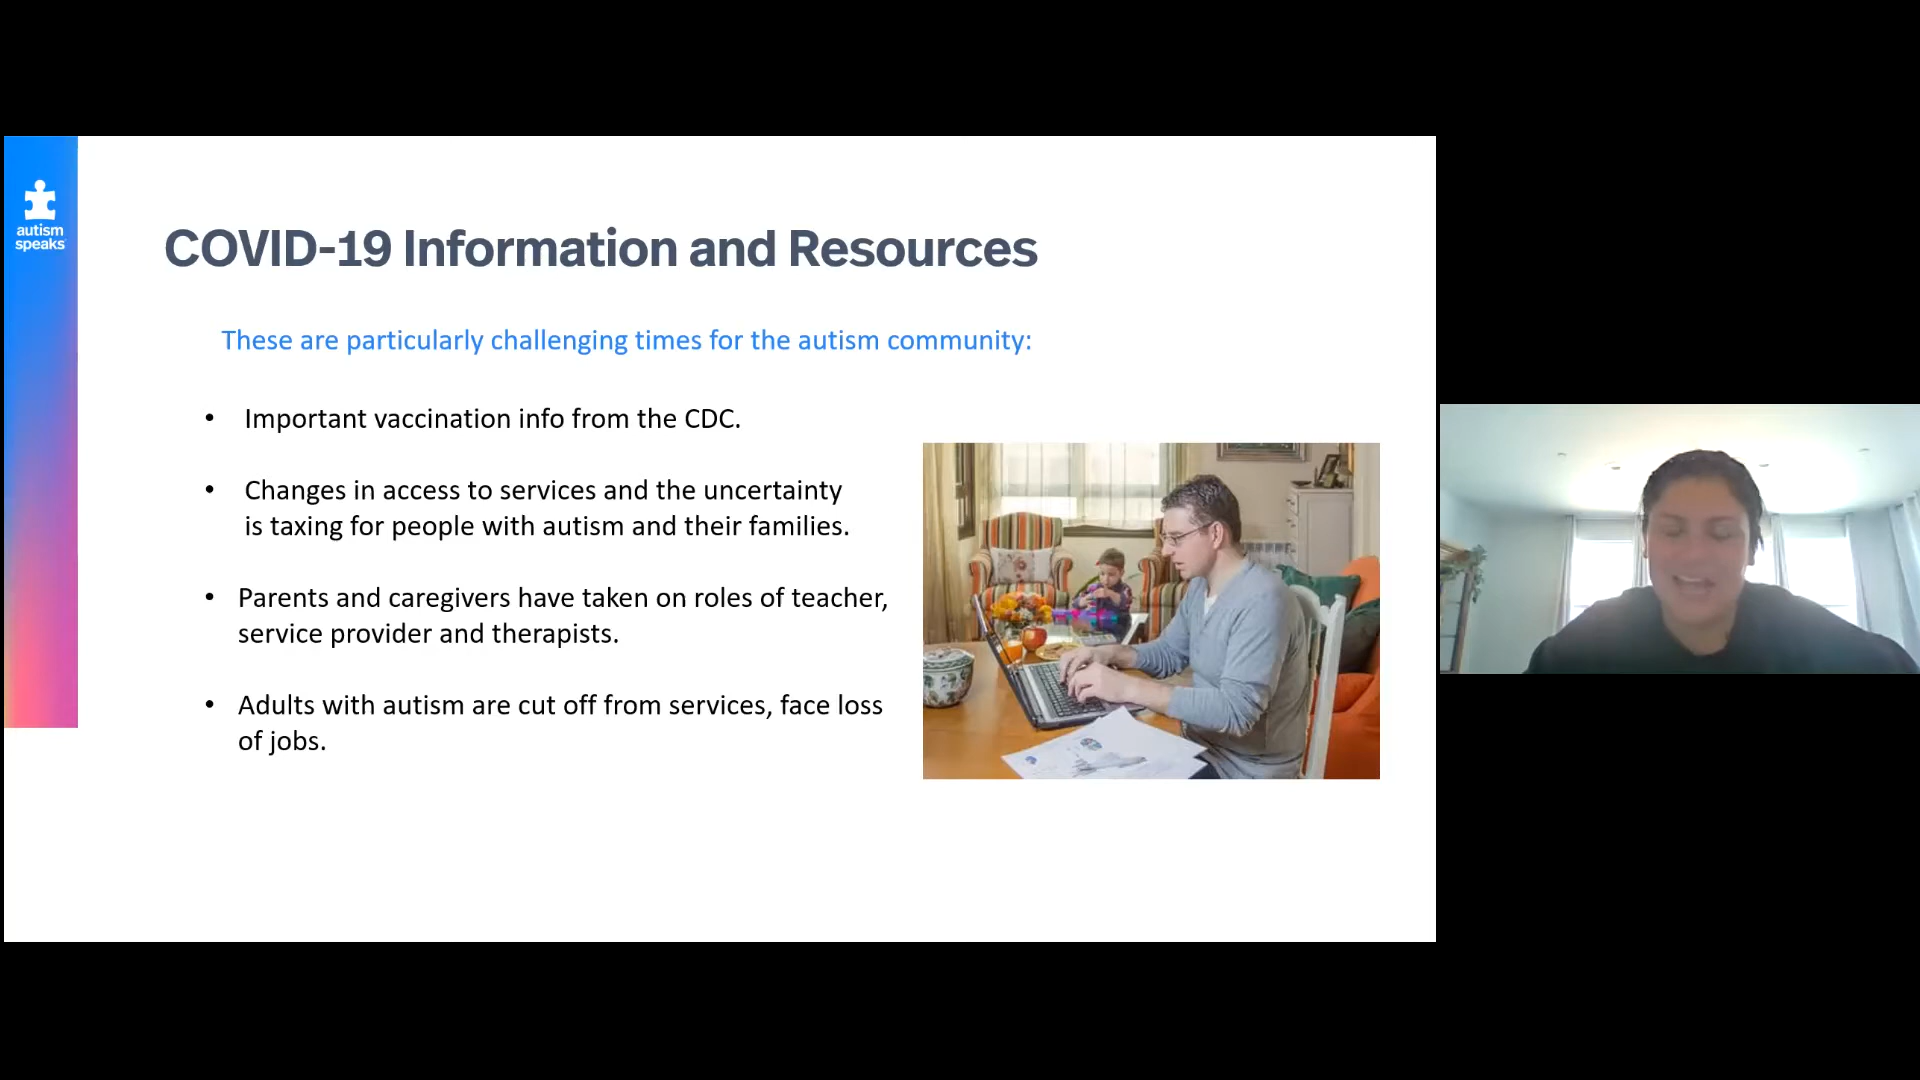 autism
speaks
COVID-19 Information and Resources
These are particularly challenging times for the autism community:
• Important vaccination info from the CDC.
• Changes in access to services and the uncertainty
is taxing for people with autism and their families.
• Parents and caregivers have taken on roles of teacher,
service provider and therapists.
• Adults with autism are cut off from services, face loss
of jobs.